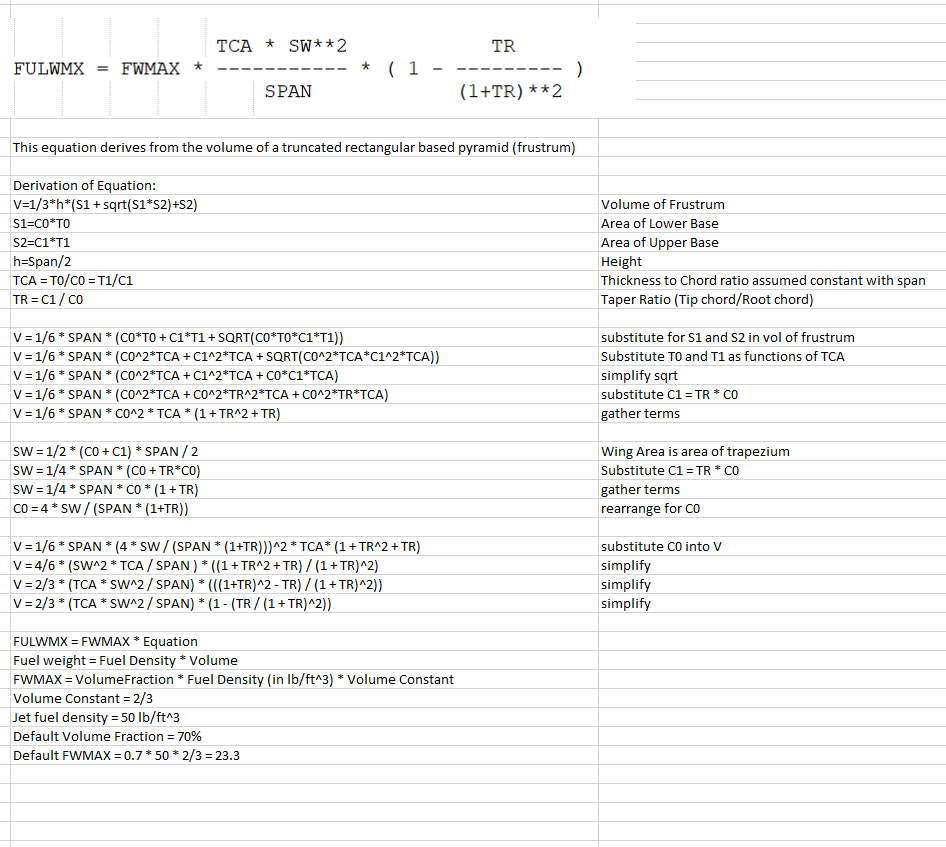 TCA * SW**2 TR
FULWMX = FWMAX * ----------- * ( 1 - --------- )
SPAN (1+TR)**2
This equation derives from the volume of a truncated rectangular based pyramid (frustrum)
Derivation of Equation:
V=1/3*h*(S1 + sqrt(S1*S2)+S2) Volume of Frustrum
S1=C0*T0 Area of Lower Base
S2=C1*T1 Area of Upper Base
h=Span/2 Height
TCA = T0/C0 = T1/C1 Thickness to Chord ratio assumed constant with span
TR = C1 / C0 Taper Ratio (Tip chord/Root chord)
V = 1/6 * SPAN * (C0*T0 + C1*T1 + SQRT(C0*T0*C1*T1)) substitute for S1 and S2 in vol of frustrum
V = 1/6 * SPAN * (C0^2*TCA + C1^2*TCA + SQRT(C0^2*TCA*C1^2*TCA)) Substitute T0 and T1 as functions of TCA
V = 1/6 * SPAN * (C0^2*TCA + C1^2*TCA + C0*C1*TCA) simplify sqrt
V = 1/6 * SPAN * (C0^2*TCA + C0^2*TR^2*TCA + C0^2*TR*TCA) substitute C1 = TR * C0
V = 1/6 * SPAN * C0^2 * TCA * (1 + TR^2 + TR) gather terms
SW = 1/2 * (C0 + C1) * SPAN / 2 Wing Area is area of trapezium
SW = 1/4 * SPAN * (C0 + TR*C0) Substitute C1 = TR * C0
SW = 1/4 * SPAN * C0 * (1 + TR) gather terms
C0 = 4 * SW / (SPAN * (1+TR)) rearrange for C0
V = 1/6 * SPAN * (4 * SW / (SPAN * (1+TR)))^2 * TCA* (1 + TR^2 + TR) substitute C0 into V
V = 4/6 * (SW^2 * TCA / SPAN ) * ((1 + TR^2 + TR) / (1 + TR)^2) simplify
V = 2/3 * (TCA * SW^2 / SPAN) * (((1+TR)^2 - TR) / (1 + TR)^2)) simplify
V = 2/3 * (TCA * SW^2 / SPAN) * (1 - (TR / (1 + TR)^2)) simplify
FULWMX = FWMAX * Equation
Fuel weight = Fuel Density * Volume
FWMAX = VolumeFraction * Fuel Density (in lb/ft^3) * Volume Constant
Volume Constant = 2/3
Jet fuel density = 50 lb/ft^3
Default Volume Fraction = 70%
Default FWMAX = 0.7 * 50 * 2/3 = 23.3